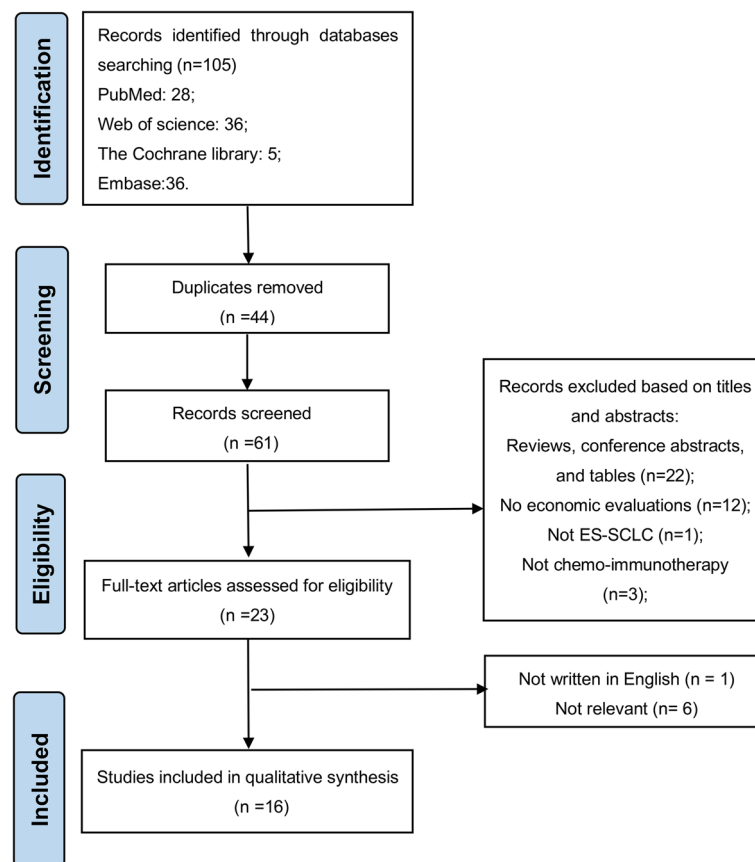 Identification
Records identified through databases
searching (n=105)
PubMed: 28;
Web of science: 36;
The Cochrane library: 5;
Embase:36.
Screening
Duplicates removed
(n =44)
Records screened
(n =61)
Records excluded based on titles
and abstracts:
Reviews, conference abstracts,
and tables (n=22);
No economic evaluations (n=12);
Not ES-SCLC (n=1);
Not chemo-immunotherapy
(n=3);
Eligibility
Full-text articles assessed for eligibility
(n =23)
Not written in English (n = 1)
Not relevant (n= 6)
Included
Studies included in qualitative synthesis
(n =16)